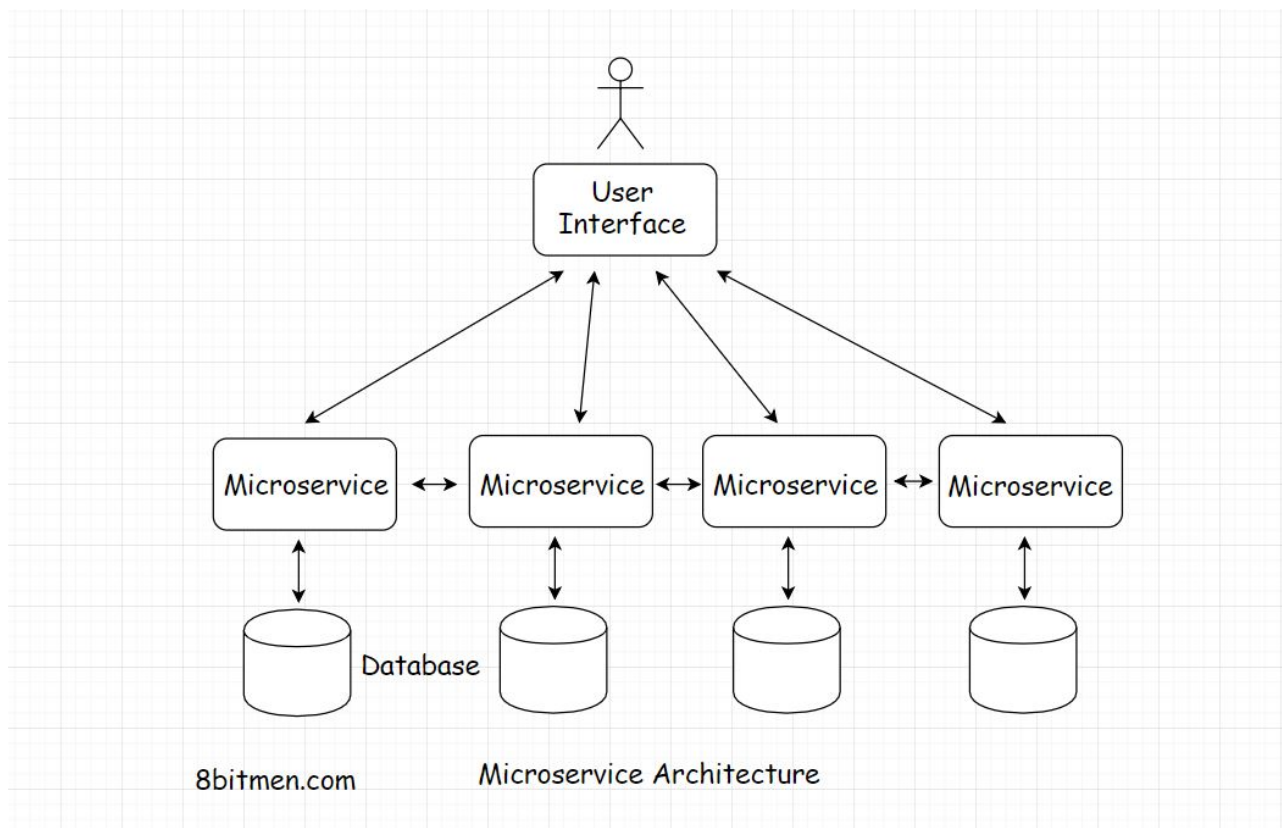 User
Interface
Microservice
Microservice
Microservice
Microservice
Database
8bitmen.com
Microservice Architecture